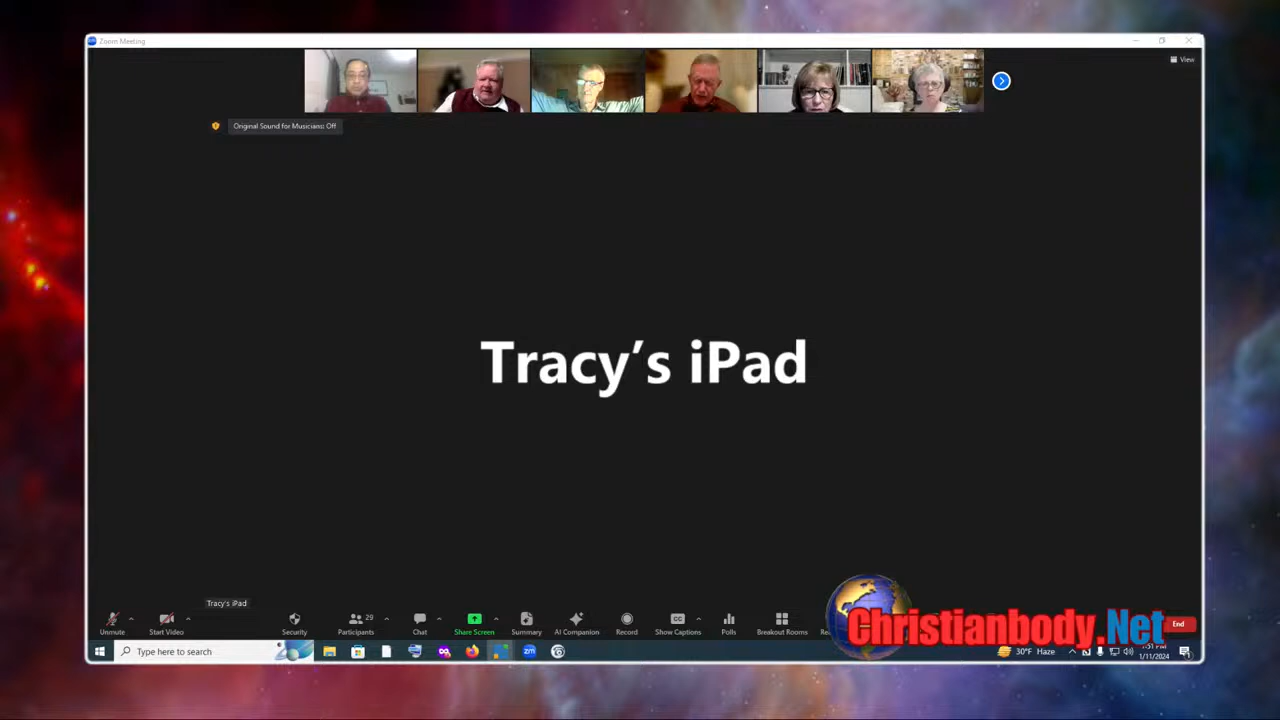 Zoom Meeting
View
Original Sound for Musicians: Off
Tracy's iPad
Tracy's iPad
Unmute
Start Video
Security
Participants 29
Chat
Share Screen
Summary
AI Companion
Record
CC
Show Captions
Polls
Breakout Rooms
End
Christianbody.Net
Type here to search
zm
30°F Haze
1/11/2024